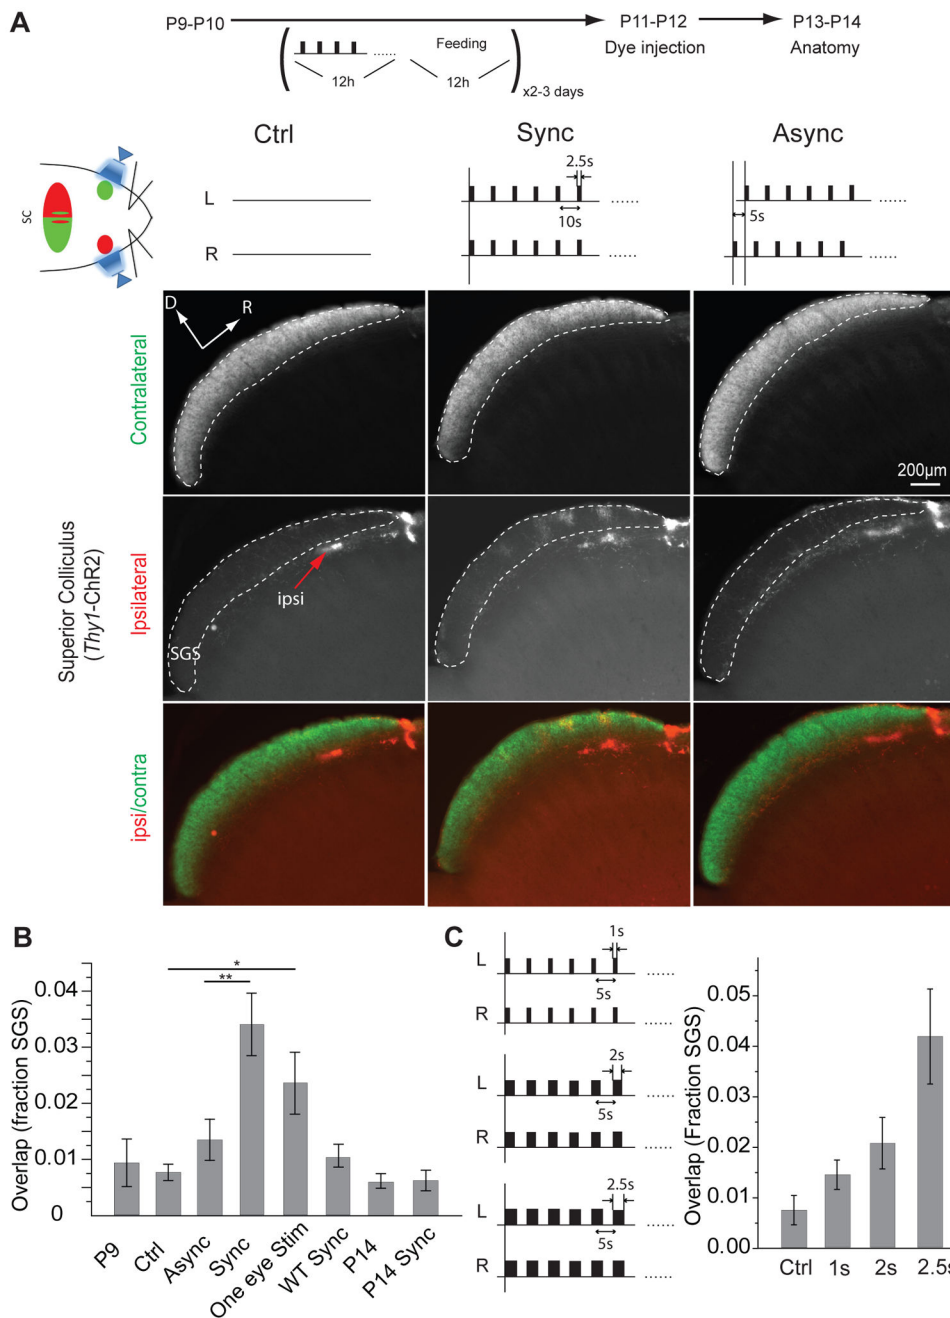 A
P9-P10
P11-P12
P13-P14
Dye injection
Anatomy
......
Feeding
12h
12h
x2-3 days
Ctrl
Sync
Async
SC
L
R
2.5s
10s
......
......
5s
......
......
D
R
Contralateral
200µm
Superior Colliculus
(Thy1-ChR2)
Ipsilateral
ipsi
SGS
ipsi/contra
B
Overlap (fraction SGS)
0.04
0.03
0.02
0.01
0
*
**
P9
Ctrl
Async
Sync
One eye Stim
WT Sync
P14
P14 Sync
C
L
1s
5s
......
R
......
L
2s
5s
......
R
......
L
2.5s
5s
......
R
......
Overlap (Fraction SGS)
0.05
0.04
0.03
0.02
0.01
0.00
Ctrl
1s
2s
2.5s